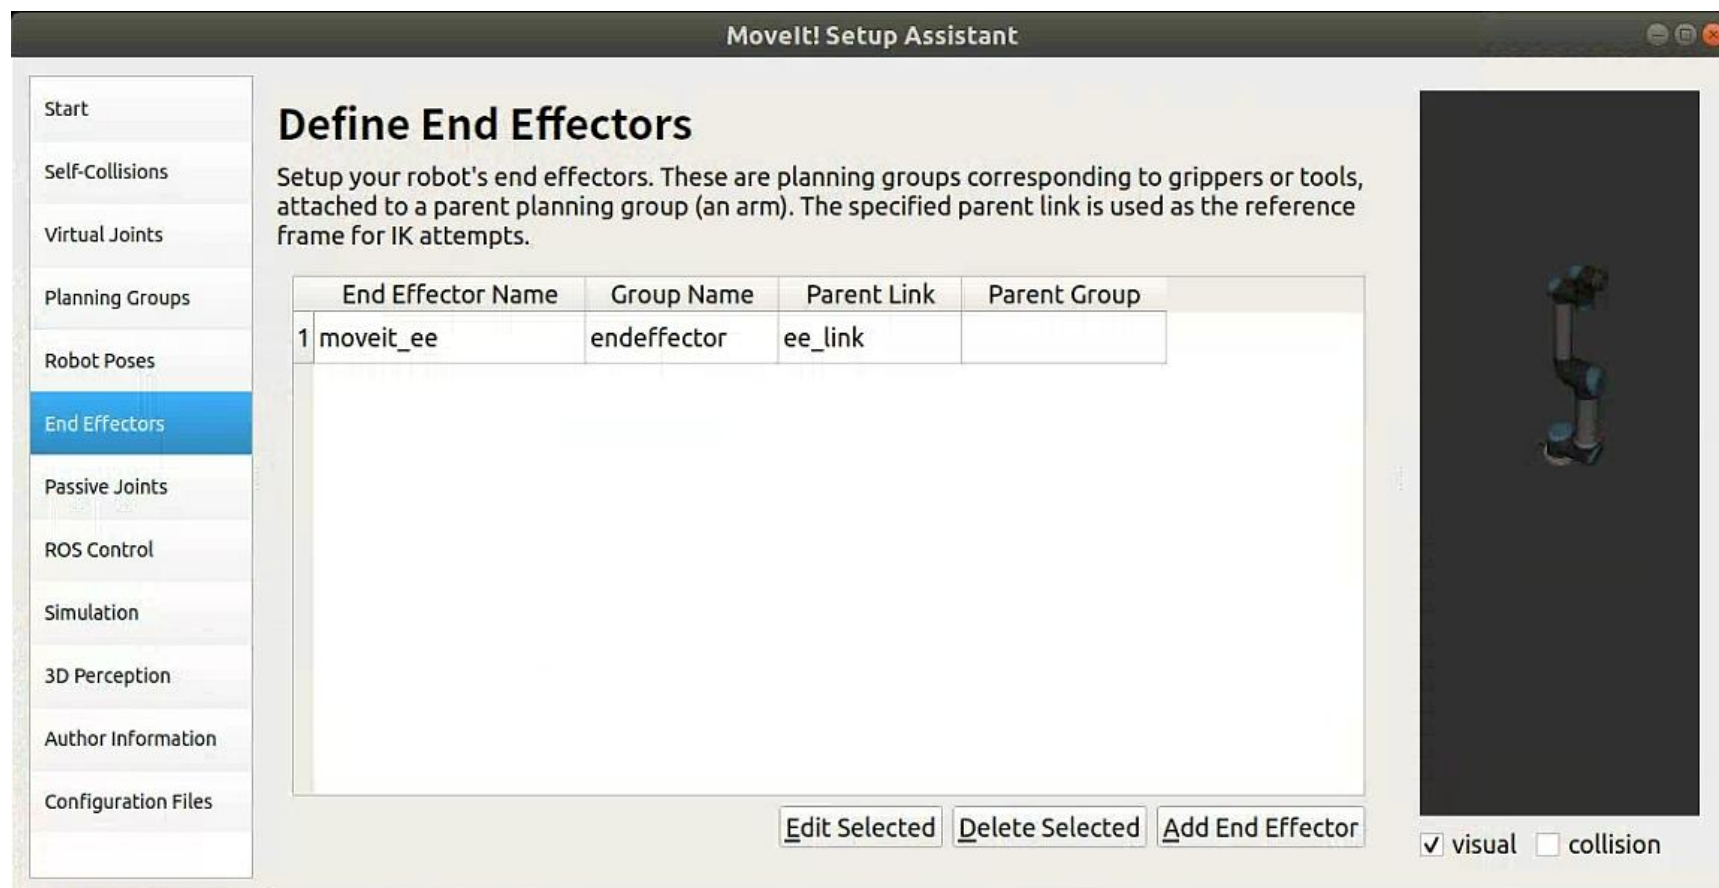 MoveIt! Setup Assistant
Start
Self-Collisions
Virtual Joints
Planning Groups
Robot Poses
End Effectors
Passive Joints
ROS Control
Simulation
3D Perception
Author Information
Configuration Files
Define End Effectors
Setup your robot's end effectors. These are planning groups corresponding to grippers or tools,
attached to a parent planning group (an arm). The specified parent link is used as the reference
frame for IK attempts.
End Effector Name Group Name Parent Link Parent Group
1 moveit_ee endeffector ee_link
Edit Selected Delete Selected Add End Effector
visual collision